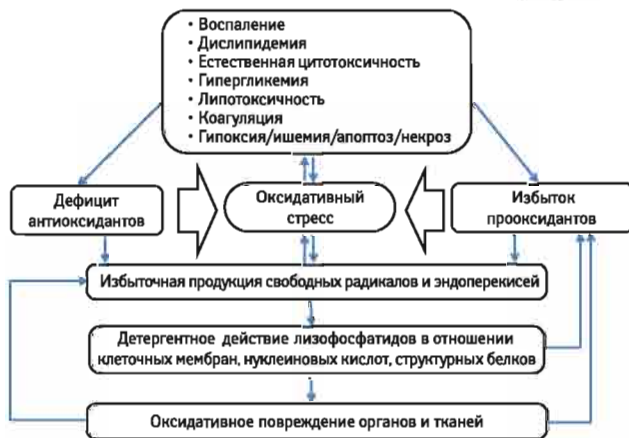 • Воспаление
• Дислипидемия
• Естественная цитотоксичность
• Гипергликемия
• Липотоксичность
• Коагуляция
• Гипоксия/ишемия/апоптоз/некроз
Дефицит
антиоксидантов
Оксидативный
стресс
Избыток
прооксидантов
Избыточная продукция свободных радикалов и эндоперекисей
Детергентное действие лизофосфатидов в отношении
клеточных мембран, нуклеиновых кислот, структурных белков
Оксидативное повреждение органов и тканей